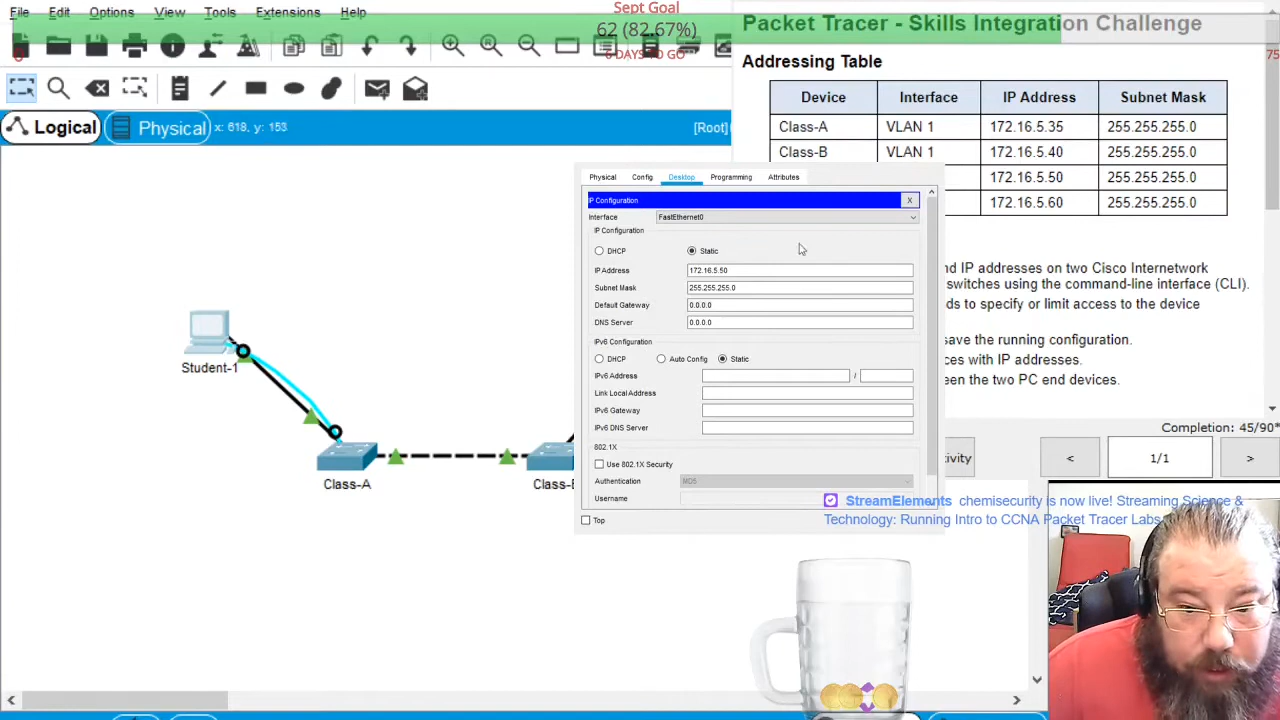 File Edit Options View Tools Extensions Help
Sept Goal
62 (82.67%)
6 DAYS TO GO
0
75
Packet Tracer - Skills Integration Challenge
Addressing Table
Device Interface IP Address Subnet Mask
Class-A VLAN 1 172.16.5.35 255.255.255.0
Class-B VLAN 1 172.16.5.40 255.255.255.0
172.16.5.50 255.255.255.0
172.16.5.60 255.255.255.0
Logical Physical x: 618, y: 153 [Root]
Physical Config Desktop Programming Attributes
IP Configuration X
Interface FastEthernet0
IP Configuration
DHCP Static
IP Address 172.16.5.50
Subnet Mask 255.255.255.0
Default Gateway 0.0.0.0
DNS Server 0.0.0.0
IPv6 Configuration
DHCP Auto Config Static
IPv6 Address /
Link Local Address
IPv6 Gateway
IPv6 DNS Server
802.1X
Use 802.1X Security
Authentication MD5
Username
Top
nd IP addresses on two Cisco Internetwork
switches using the command-line interface (CLI).
ds to specify or limit access to the device
save the running configuration.
ces with IP addresses.
een the two PC end devices.
Completion: 45/90*
ivity < 1/1 >
Student-1
Class-A
Class-B
StreamElements chemisecurity is now live! Streaming Science &
Technology: Running Intro to CCNA Packet Tracer Labs